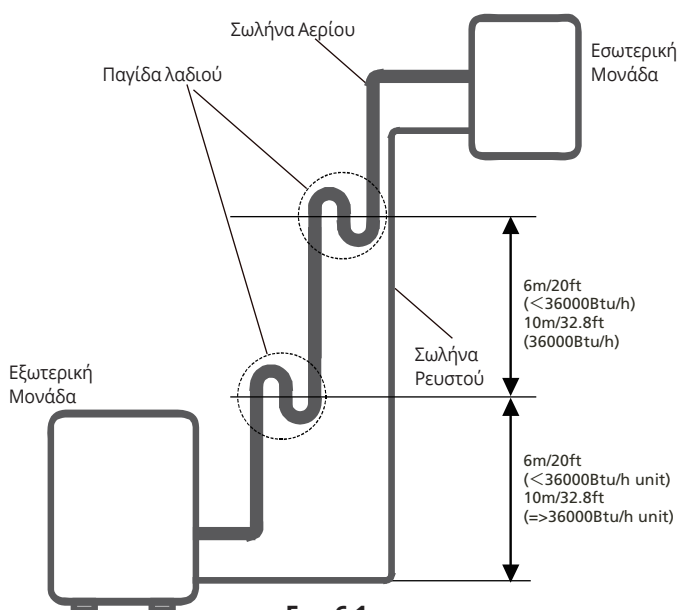 Σωλήνα Αερίου
Εσωτερική
Μονάδα
Παγίδα λαδιού
6m/20ft
(<36000Btu/h)
10m/32.8ft
(36000Btu/h)
Σωλήνα
Ρευστού
Εξωτερική
Μονάδα
6m/20ft
(<36000Btu/h unit)
10m/32.8ft
(=>36000Btu/h unit)